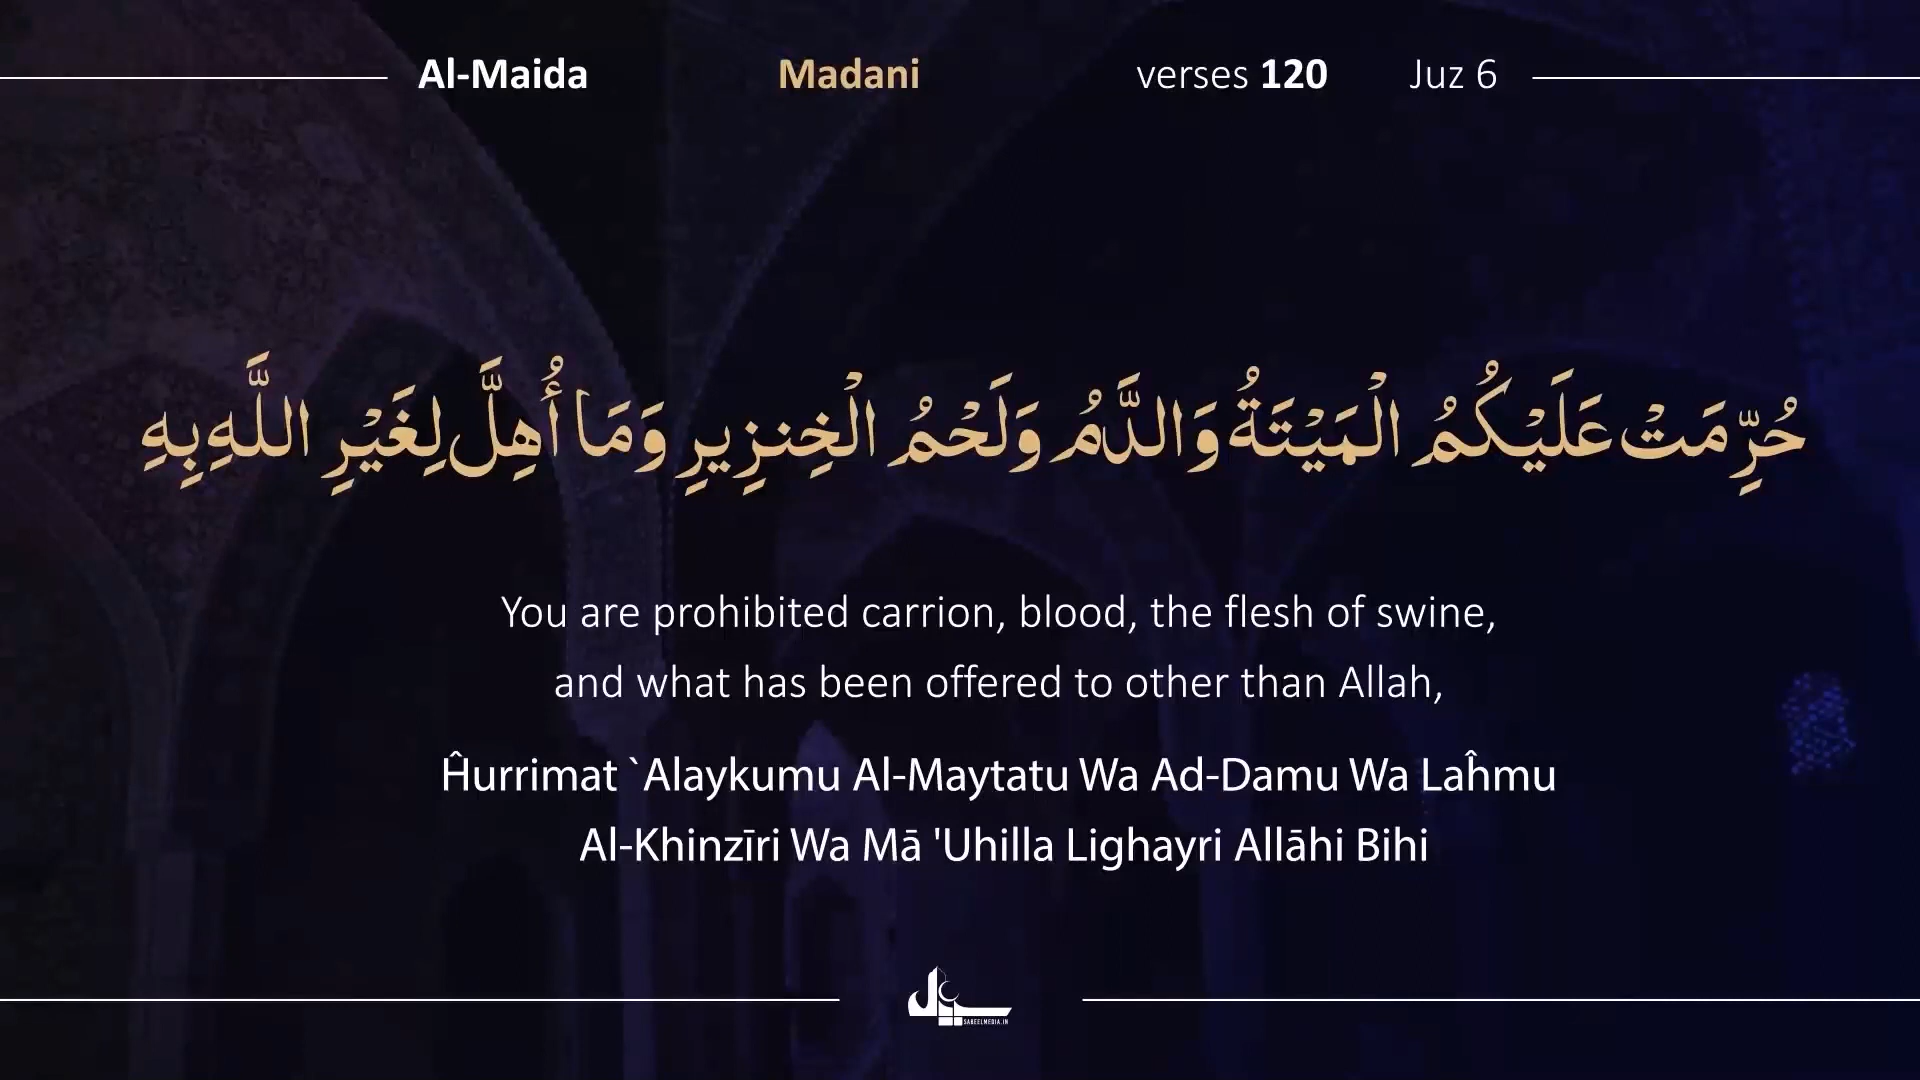 Al-Maida Madani verses 120 Juz 6
حُرِّمَتْ عَلَيْكُمُ الْمَيْتَةُ وَالدَّمُ وَلَحْمُ الْخِنزِيرِ وَمَا أُهِلَّ لِغَيْرِ اللَّهِ بِهِ
You are prohibited carrion, blood, the flesh of swine,
and what has been offered to other than Allah,
Ĥurrimat `Alaykumu Al-Maytatu Wa Ad-Damu Wa Laĥmu
Al-Khinzīri Wa Mā 'Uhilla Lighayri Allāhi Bihi
SABEELMEDIA.IN